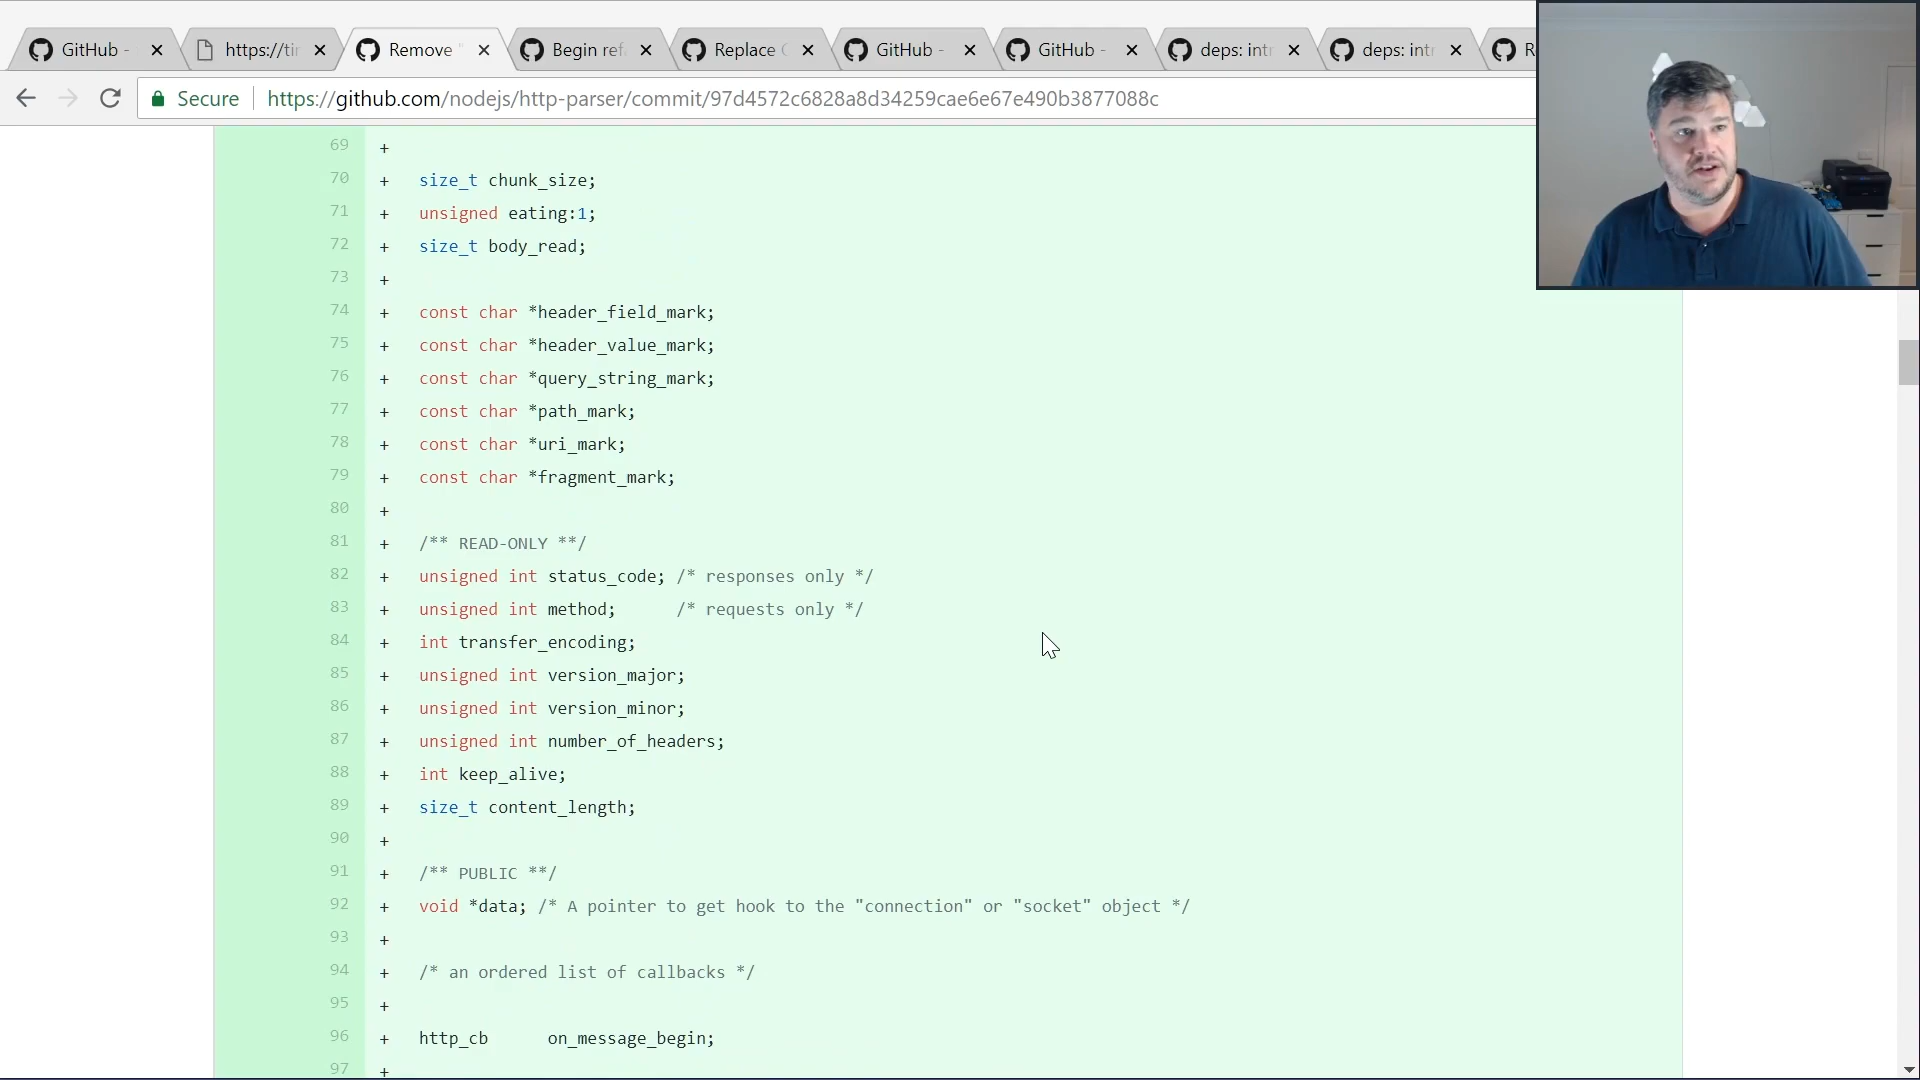 GitHub -
https://tir
Remove "
Begin ref
Replace
GitHub -
GitHub -
deps: int
deps: int
R
Secure
https://github.com/nodejs/http-parser/commit/97d4572c6828a8d34259cae6e67e490b3877088c
69 +
70 + size_t chunk_size;
71 + unsigned eating:1;
72 + size_t body_read;
73 +
74 + const char *header_field_mark;
75 + const char *header_value_mark;
76 + const char *query_string_mark;
77 + const char *path_mark;
78 + const char *uri_mark;
79 + const char *fragment_mark;
80 +
81 + /** READ-ONLY **/
82 + unsigned int status_code; /* responses only */
83 + unsigned int method; /* requests only */
84 + int transfer_encoding;
85 + unsigned int version_major;
86 + unsigned int version_minor;
87 + unsigned int number_of_headers;
88 + int keep_alive;
89 + size_t content_length;
90 +
91 + /** PUBLIC **/
92 + void *data; /* A pointer to get hook to the "connection" or "socket" object */
93 +
94 + /* an ordered list of callbacks */
95 +
96 + http_cb on_message_begin;
97 +